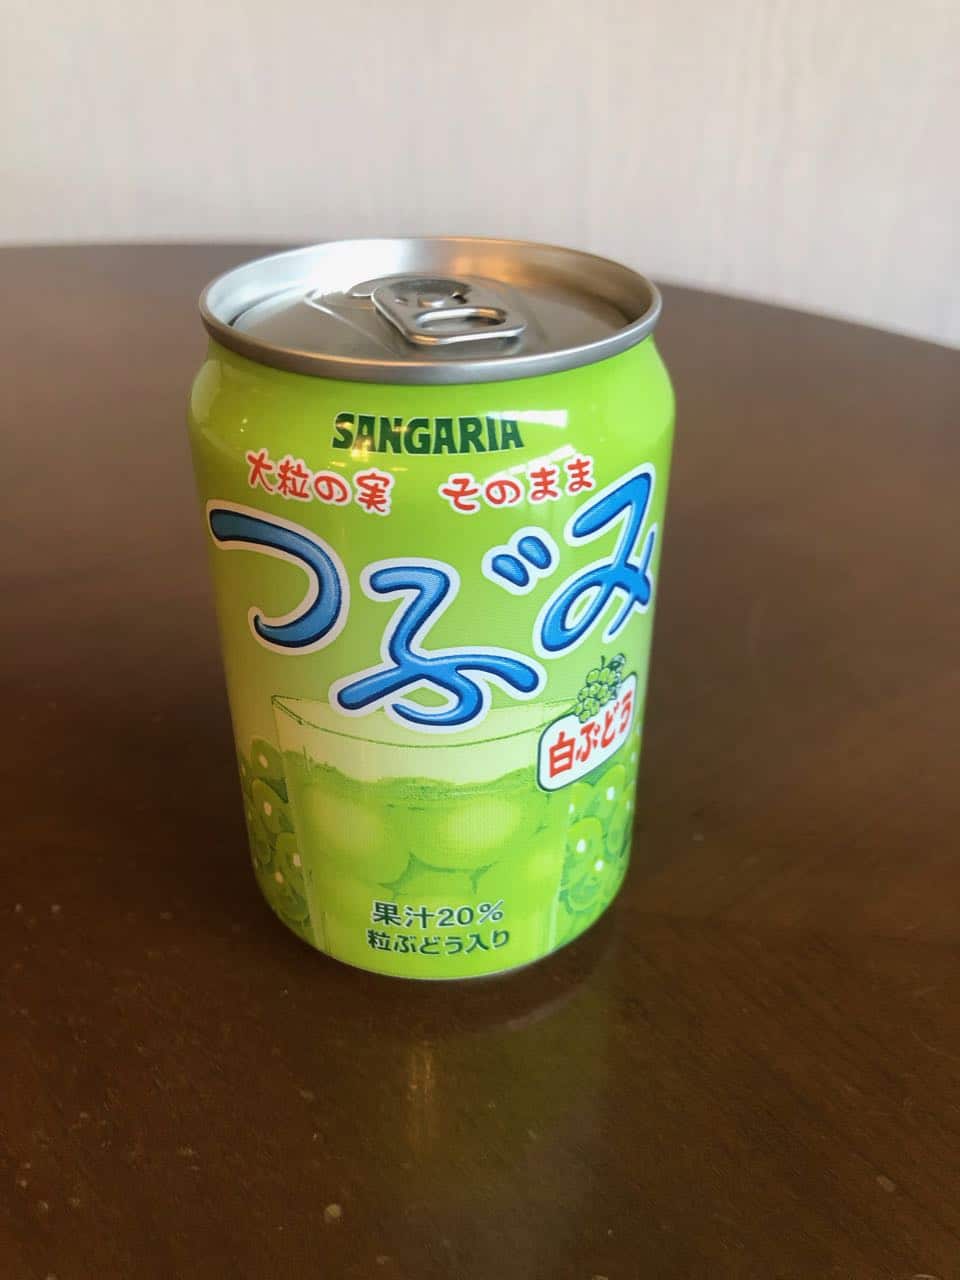 SANGARIA
大粒の実 そのまま
つぶみ
白ぶどう
果汁20%
粒ぶどう入り